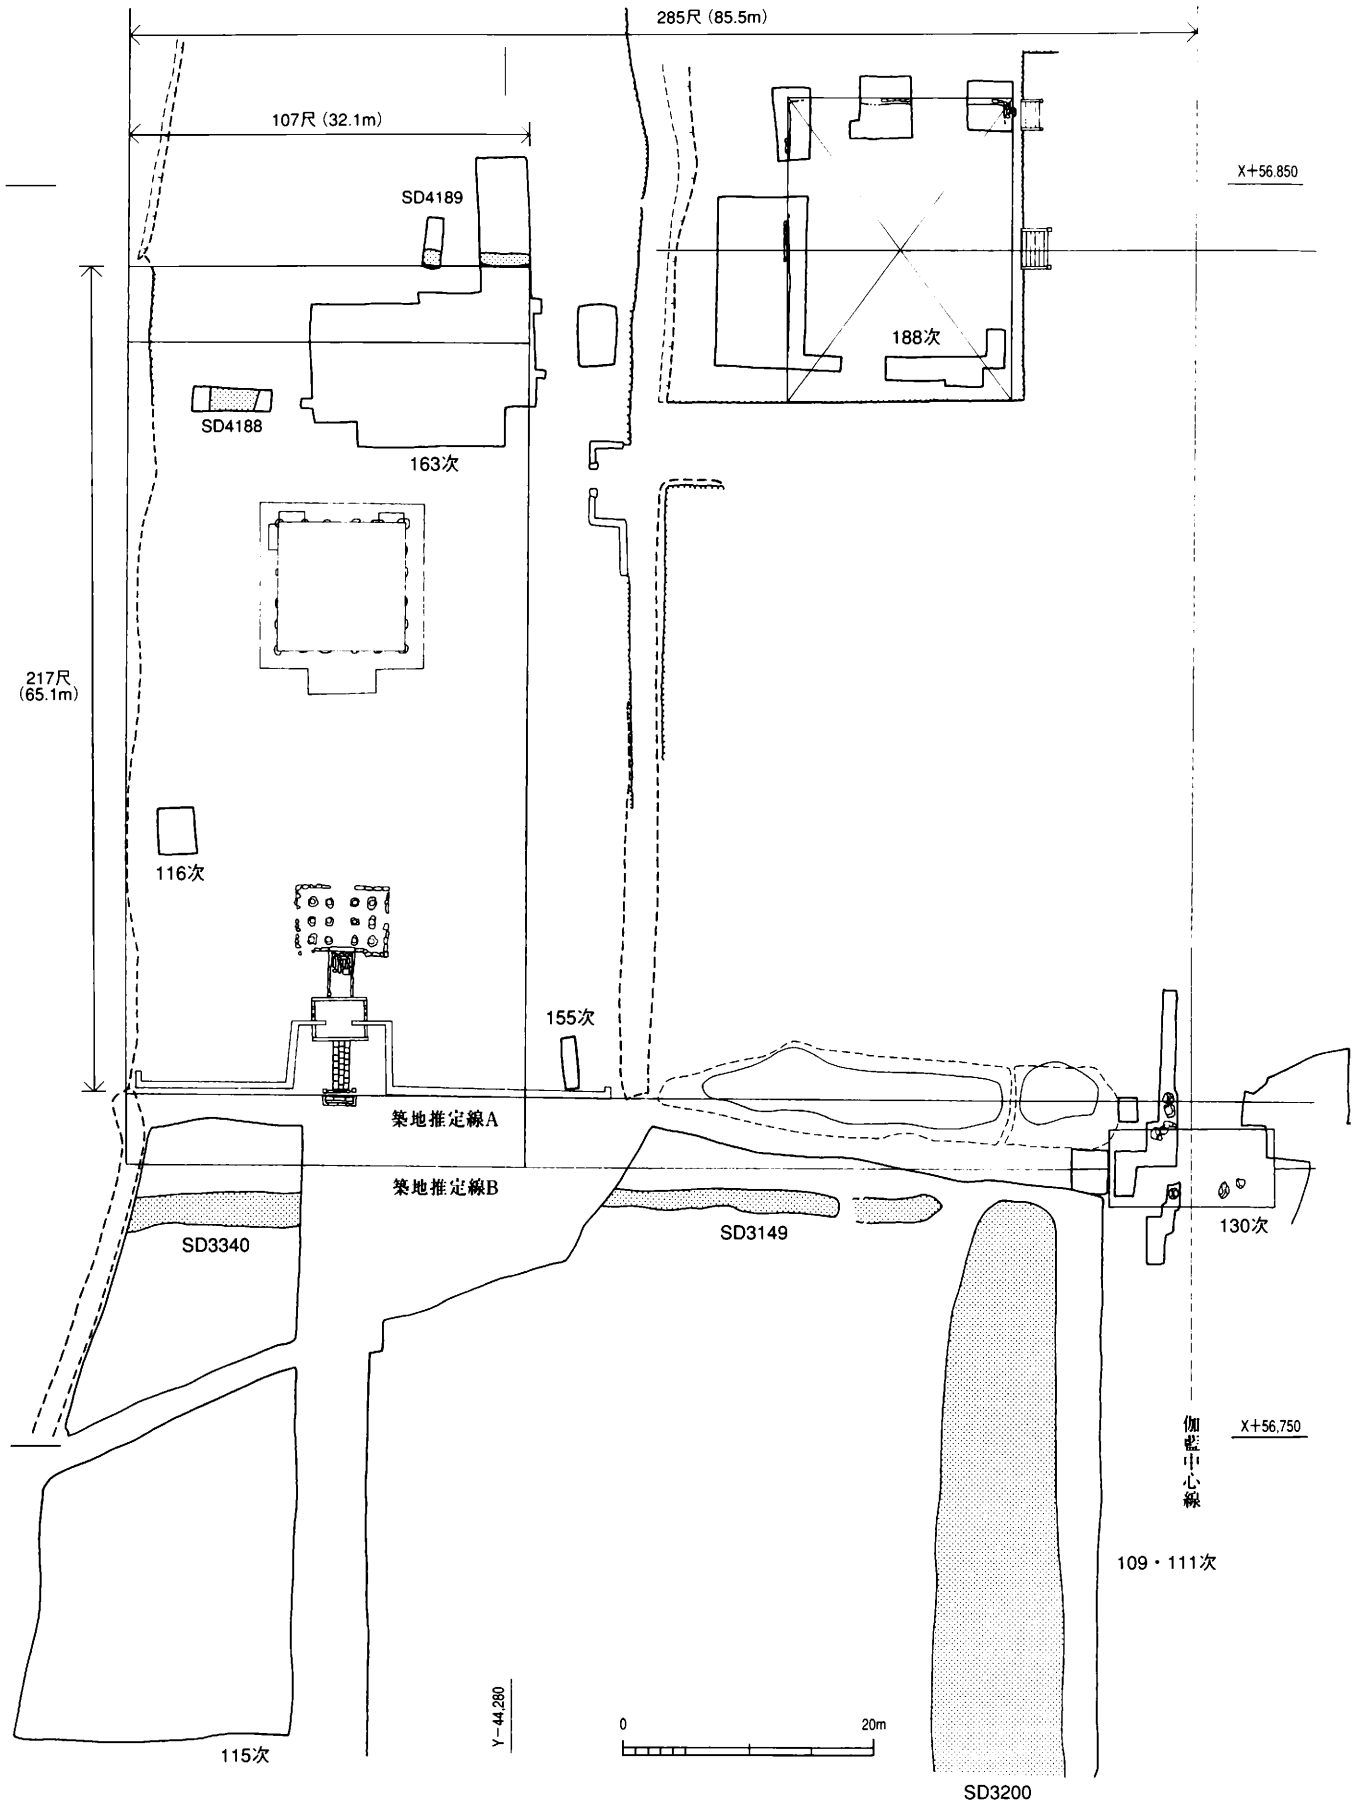 285尺 (85.5m)
107尺 (32.1m)
X+56.850
SD4189
188次
SD4188
163次
217尺
(65.1m)
116次
155次
築地推定線A
築地推定線B
130次
SD3340
SD3149
伽藍中心線
X+56,750
109・111次
Y-44,280
0 20m
115次
SD3200